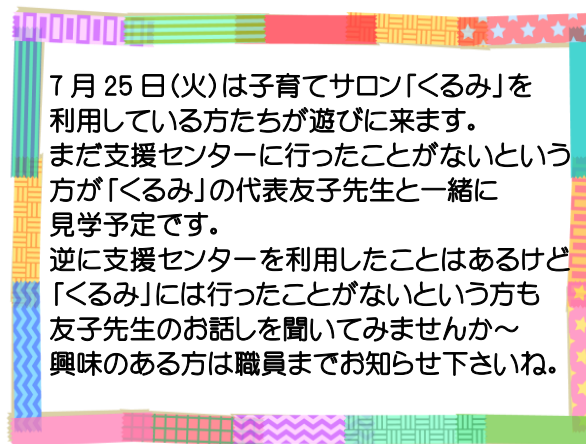 7月25日(火)は子育てサロン「くるみ」を
利用している方たちが遊びに来ます。
まだ支援センターに行ったことがないという
方が「くるみ」の代表友子先生と一緒に
見学予定です。
逆に支援センターを利用したことはあるけど
「くるみ」には行ったことがないという方も
友子先生のお話しを聞いてみませんか～
興味のある方は職員までお知らせ下さいね。